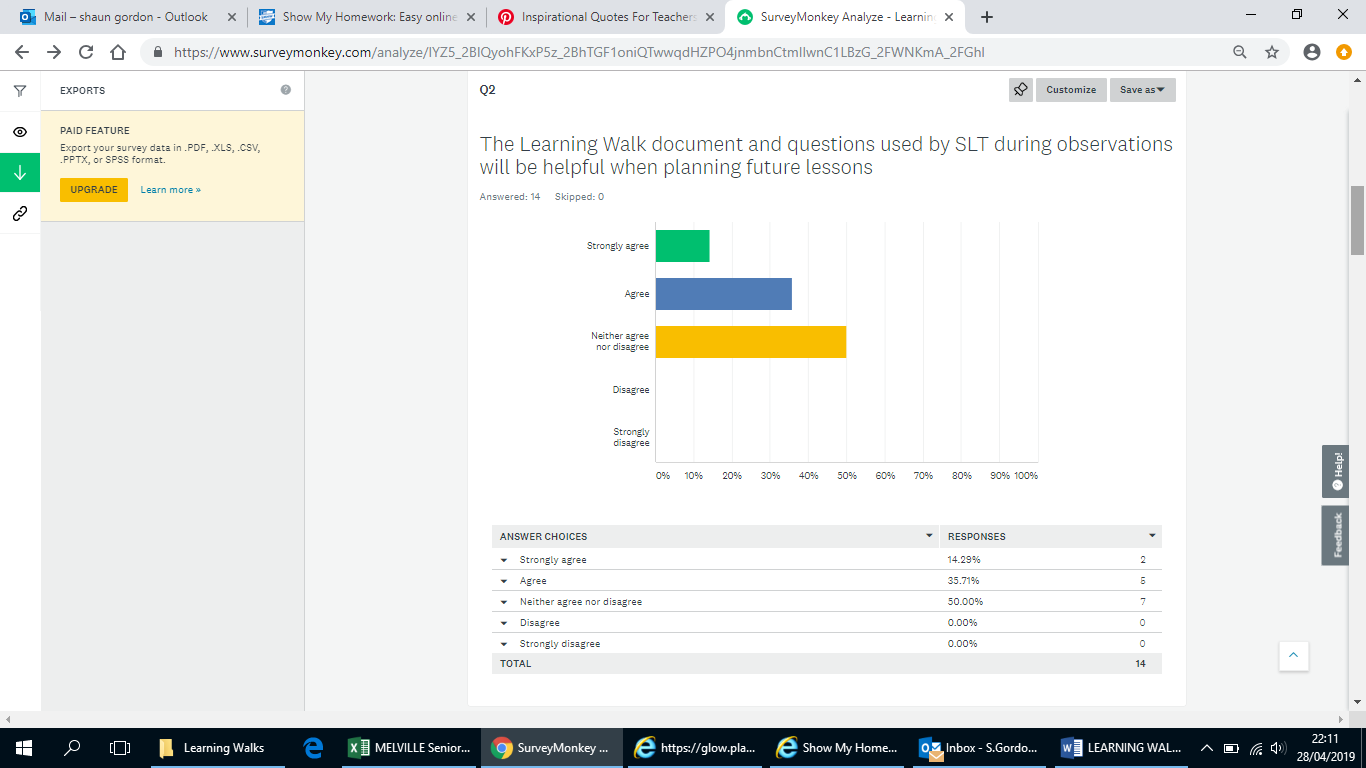 Mail – shaun gordon - Outlook
Show My Homework: Easy online
Inspirational Quotes For Teachers
SurveyMonkey Analyze - Learnin
https://www.surveymonkey.com/analyze/IYZ5_2BIQyohFKxP5z_2BhTGF1oniQTwwqdHZPO4jnmbnCtmIIwnC1LBzG_2FWNKmA_2FGhI
EXPORTS
PAID FEATURE
Export your survey data in .PDF, .XLS, .CSV,
.PPTX, or SPSS format.
UPGRADE Learn more »
Q2
Customize
Save as
The Learning Walk document and questions used by SLT during observations
will be helpful when planning future lessons
Answered: 14 Skipped: 0
Strongly agree
Agree
Neither agree
nor disagree
Disagree
Strongly
disagree
0% 10% 20% 30% 40% 50% 60% 70% 80% 90% 100%
ANSWER CHOICES RESPONSES
Strongly agree 14.29% 2
Agree 35.71% 5
Neither agree nor disagree 50.00% 7
Disagree 0.00% 0
Strongly disagree 0.00% 0
TOTAL 14
Help!
Feedback
Learning Walks
MELVILLE Senior...
SurveyMonkey ...
https://glow.pla...
Show My Home...
Inbox - S.Gordo...
LEARNING WAL...
22:11
28/04/2019